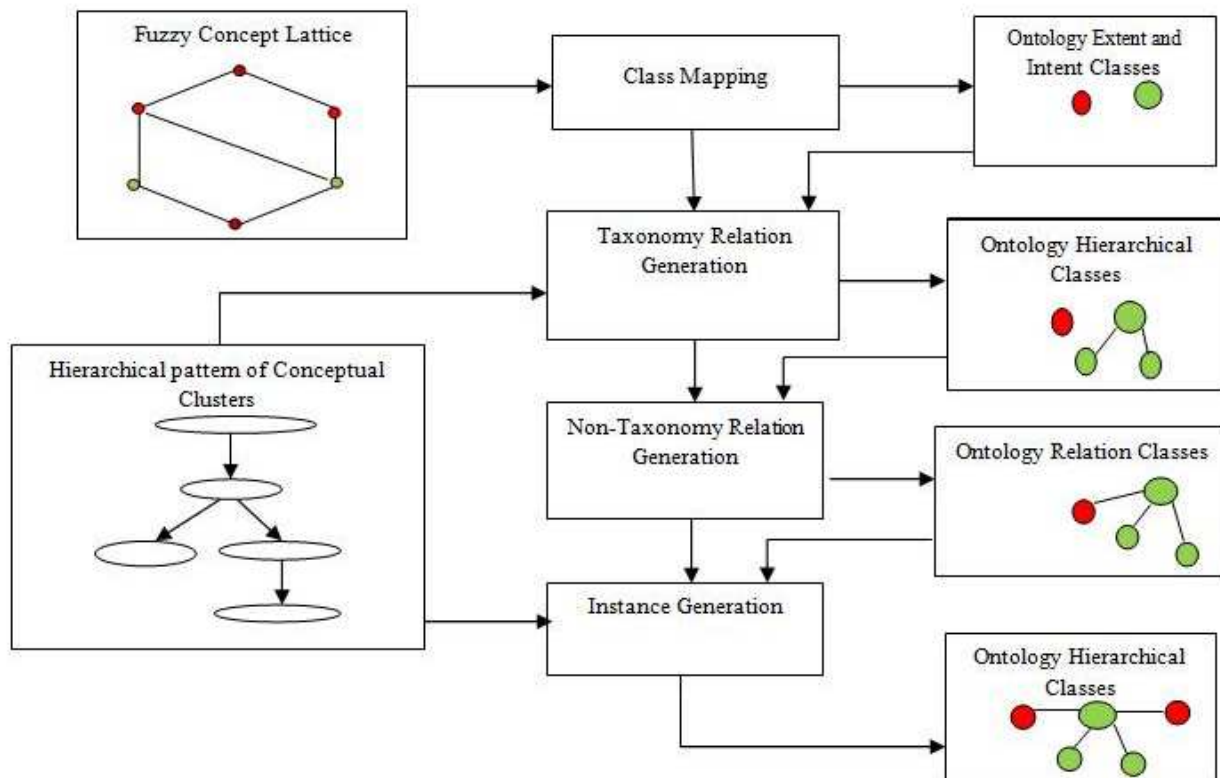 Fuzzy Concept Lattice
Class Mapping
Ontology Extent and
Intent Classes
Taxonomy Relation
Generation
Ontology Hierarchical
Classes
Hierarchical pattern of Conceptual
Clusters
Non-Taxonomy Relation
Generation
Ontology Relation Classes
Instance Generation
Ontology Hierarchical
Classes